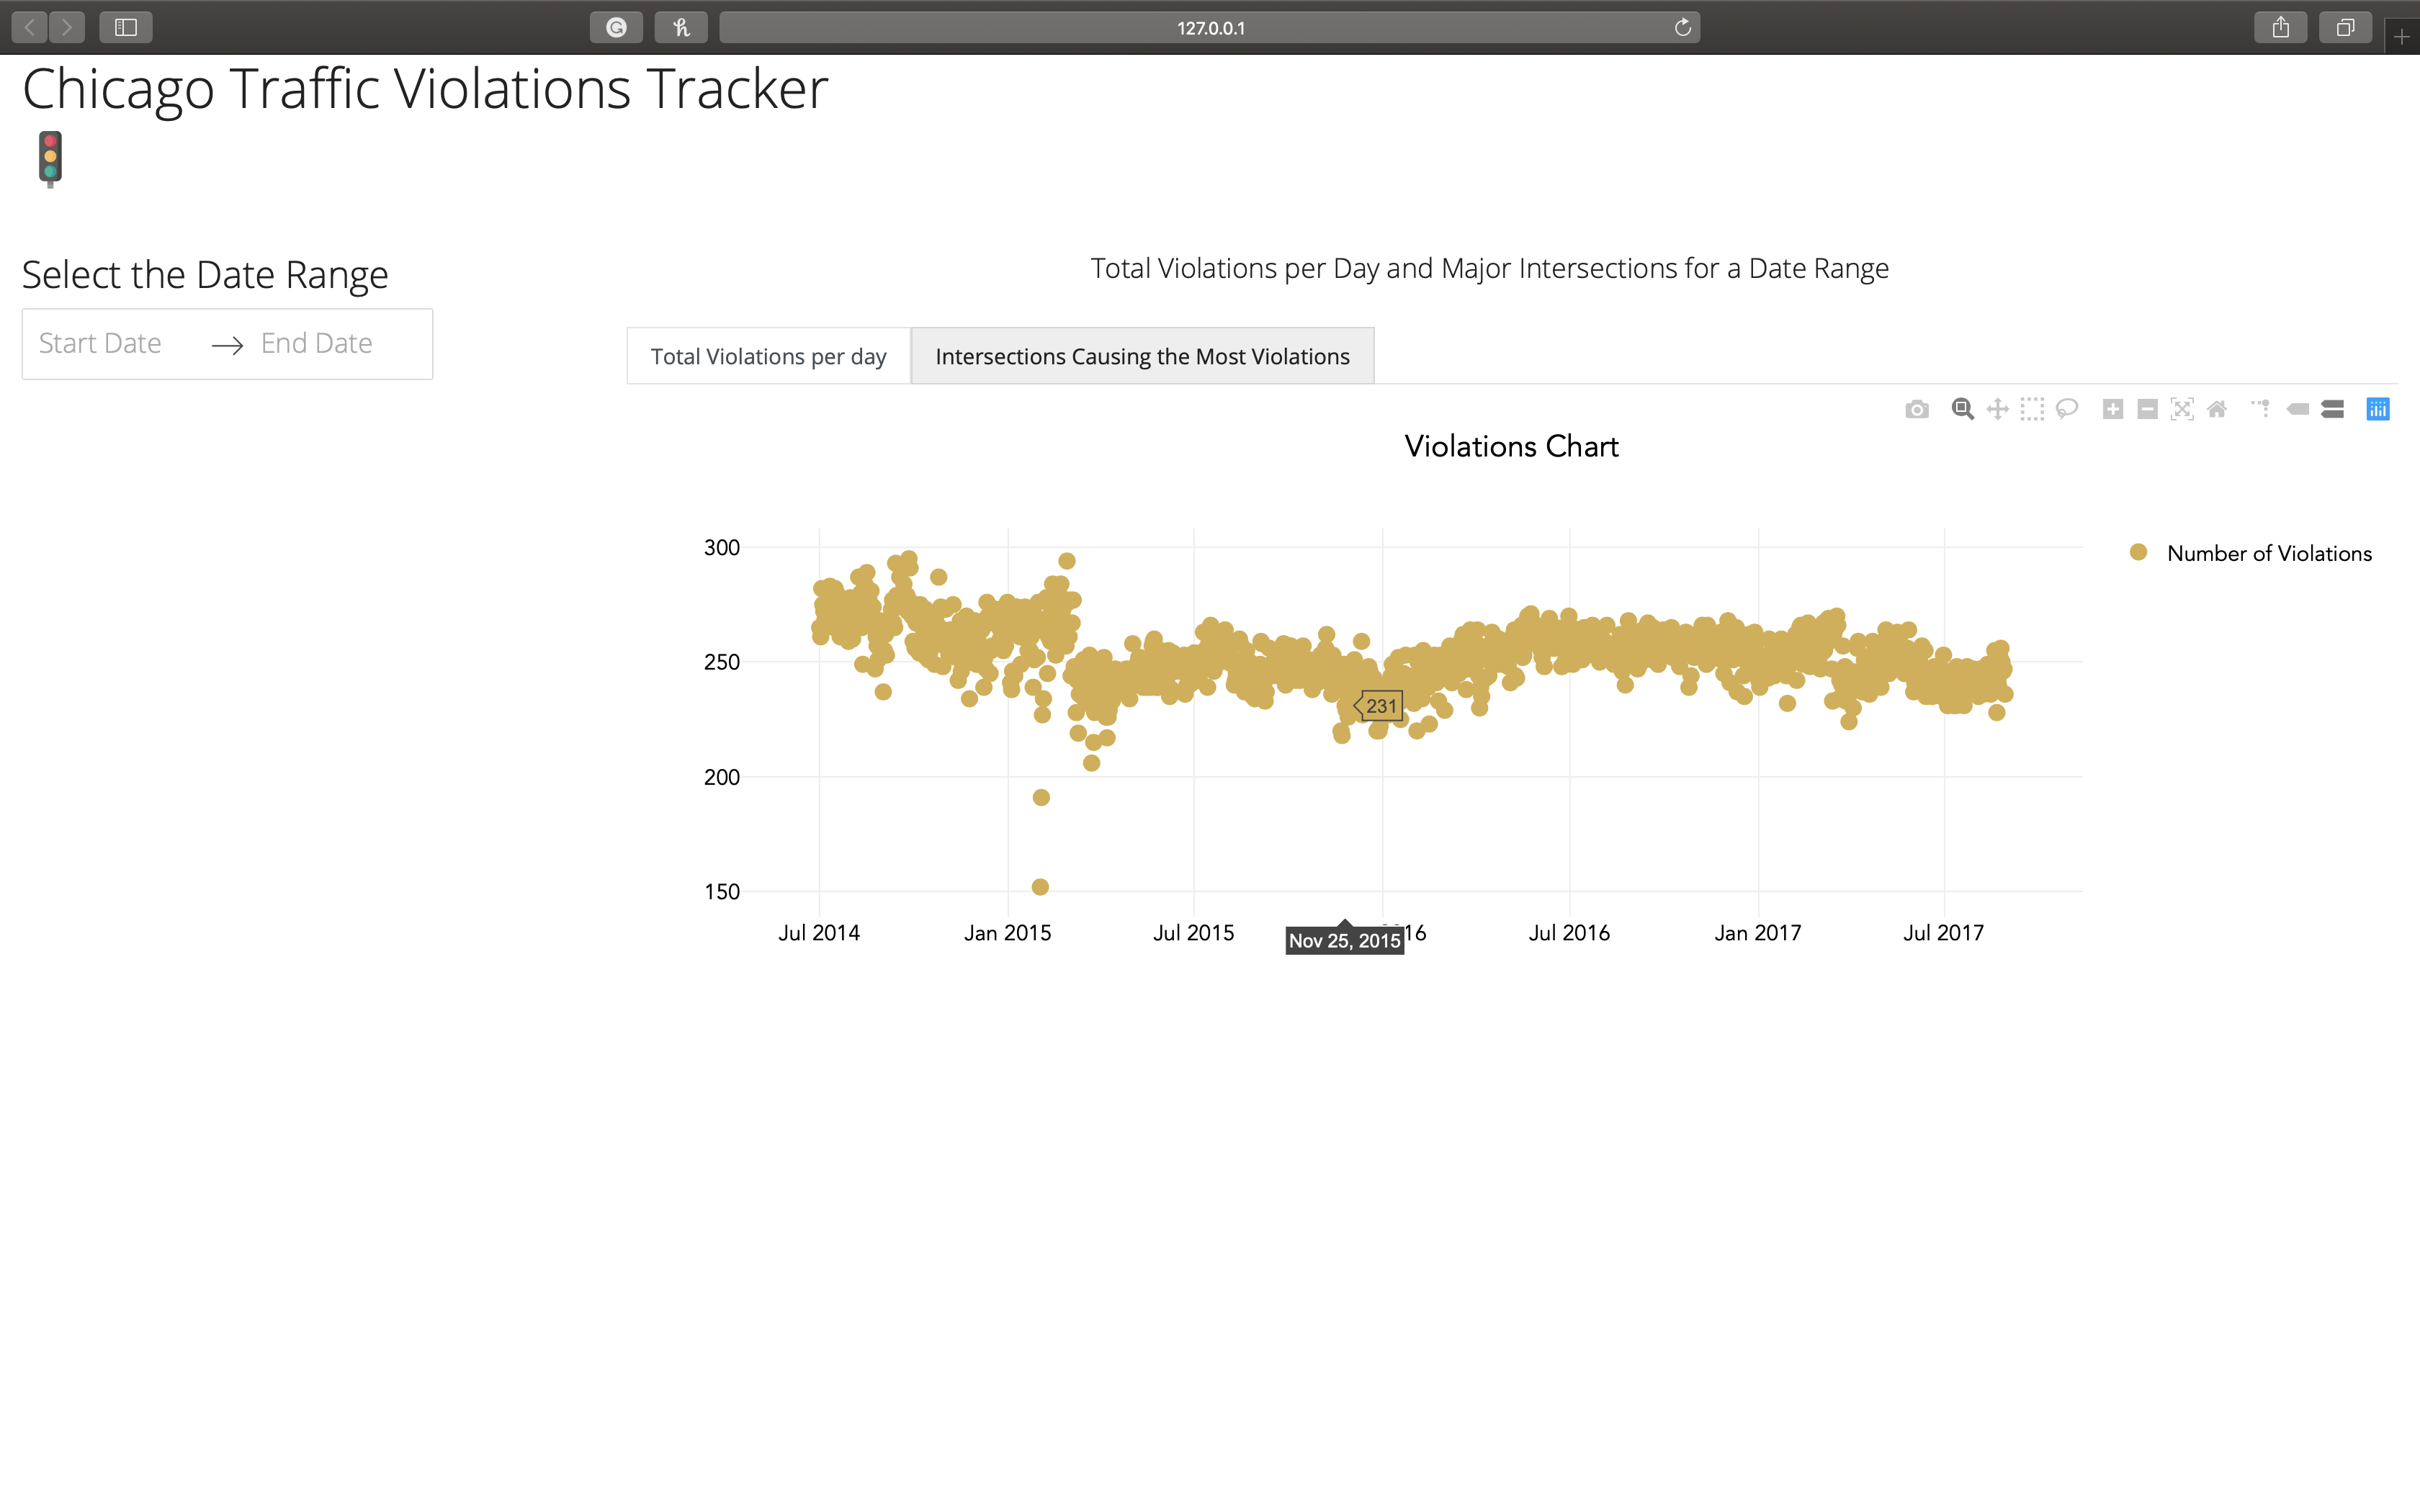 127.0.0.1
Chicago Traffic Violations Tracker
Select the Date Range
Start Date → End Date
Total Violations per Day and Major Intersections for a Date Range
Total Violations per day
Intersections Causing the Most Violations
Violations Chart
300
250
200
150
231
Number of Violations
Jul 2014
Jan 2015
Jul 2015
Nov 25, 2015
16
Jul 2016
Jan 2017
Jul 2017